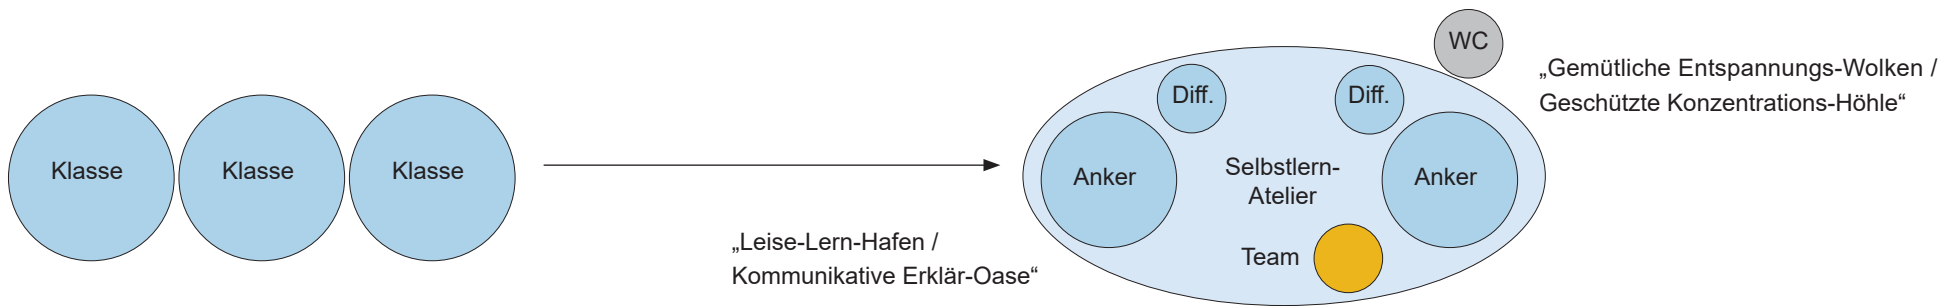 Klasse
Klasse
Klasse
„Leise-Lern-Hafen /
Kommunikative Erklär-Oase“
Diff.
Diff.
WC
Anker
Selbstlern-
Atelier
Anker
Team
„Gemütliche Entspannungs-Wolken /
Geschützte Konzentrations-Höhle“